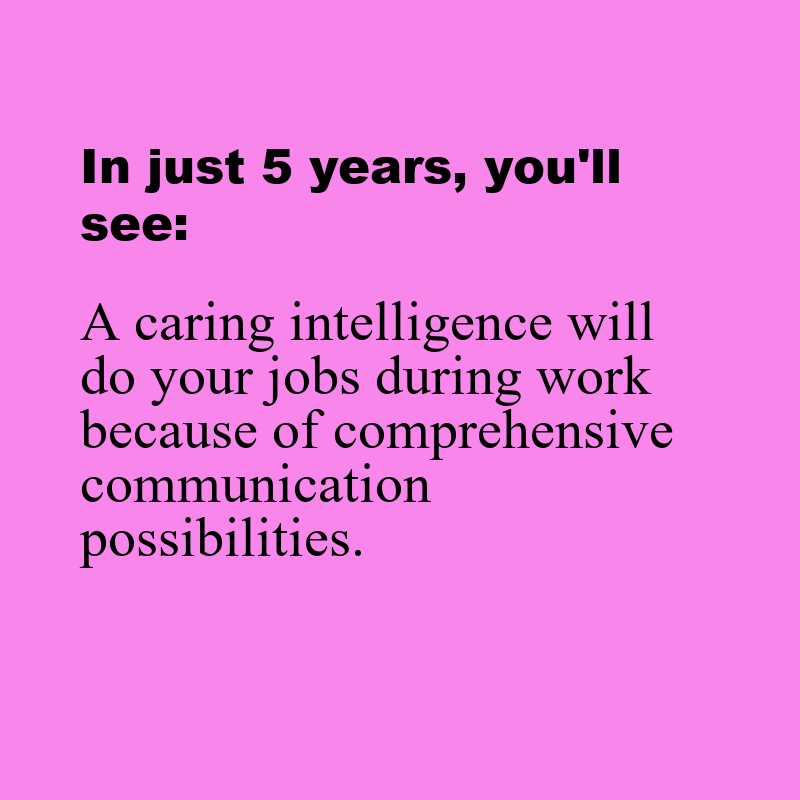 In just 5 years, you'll
see:
A caring intelligence will
do your jobs during work
because of comprehensive
communication
possibilities.